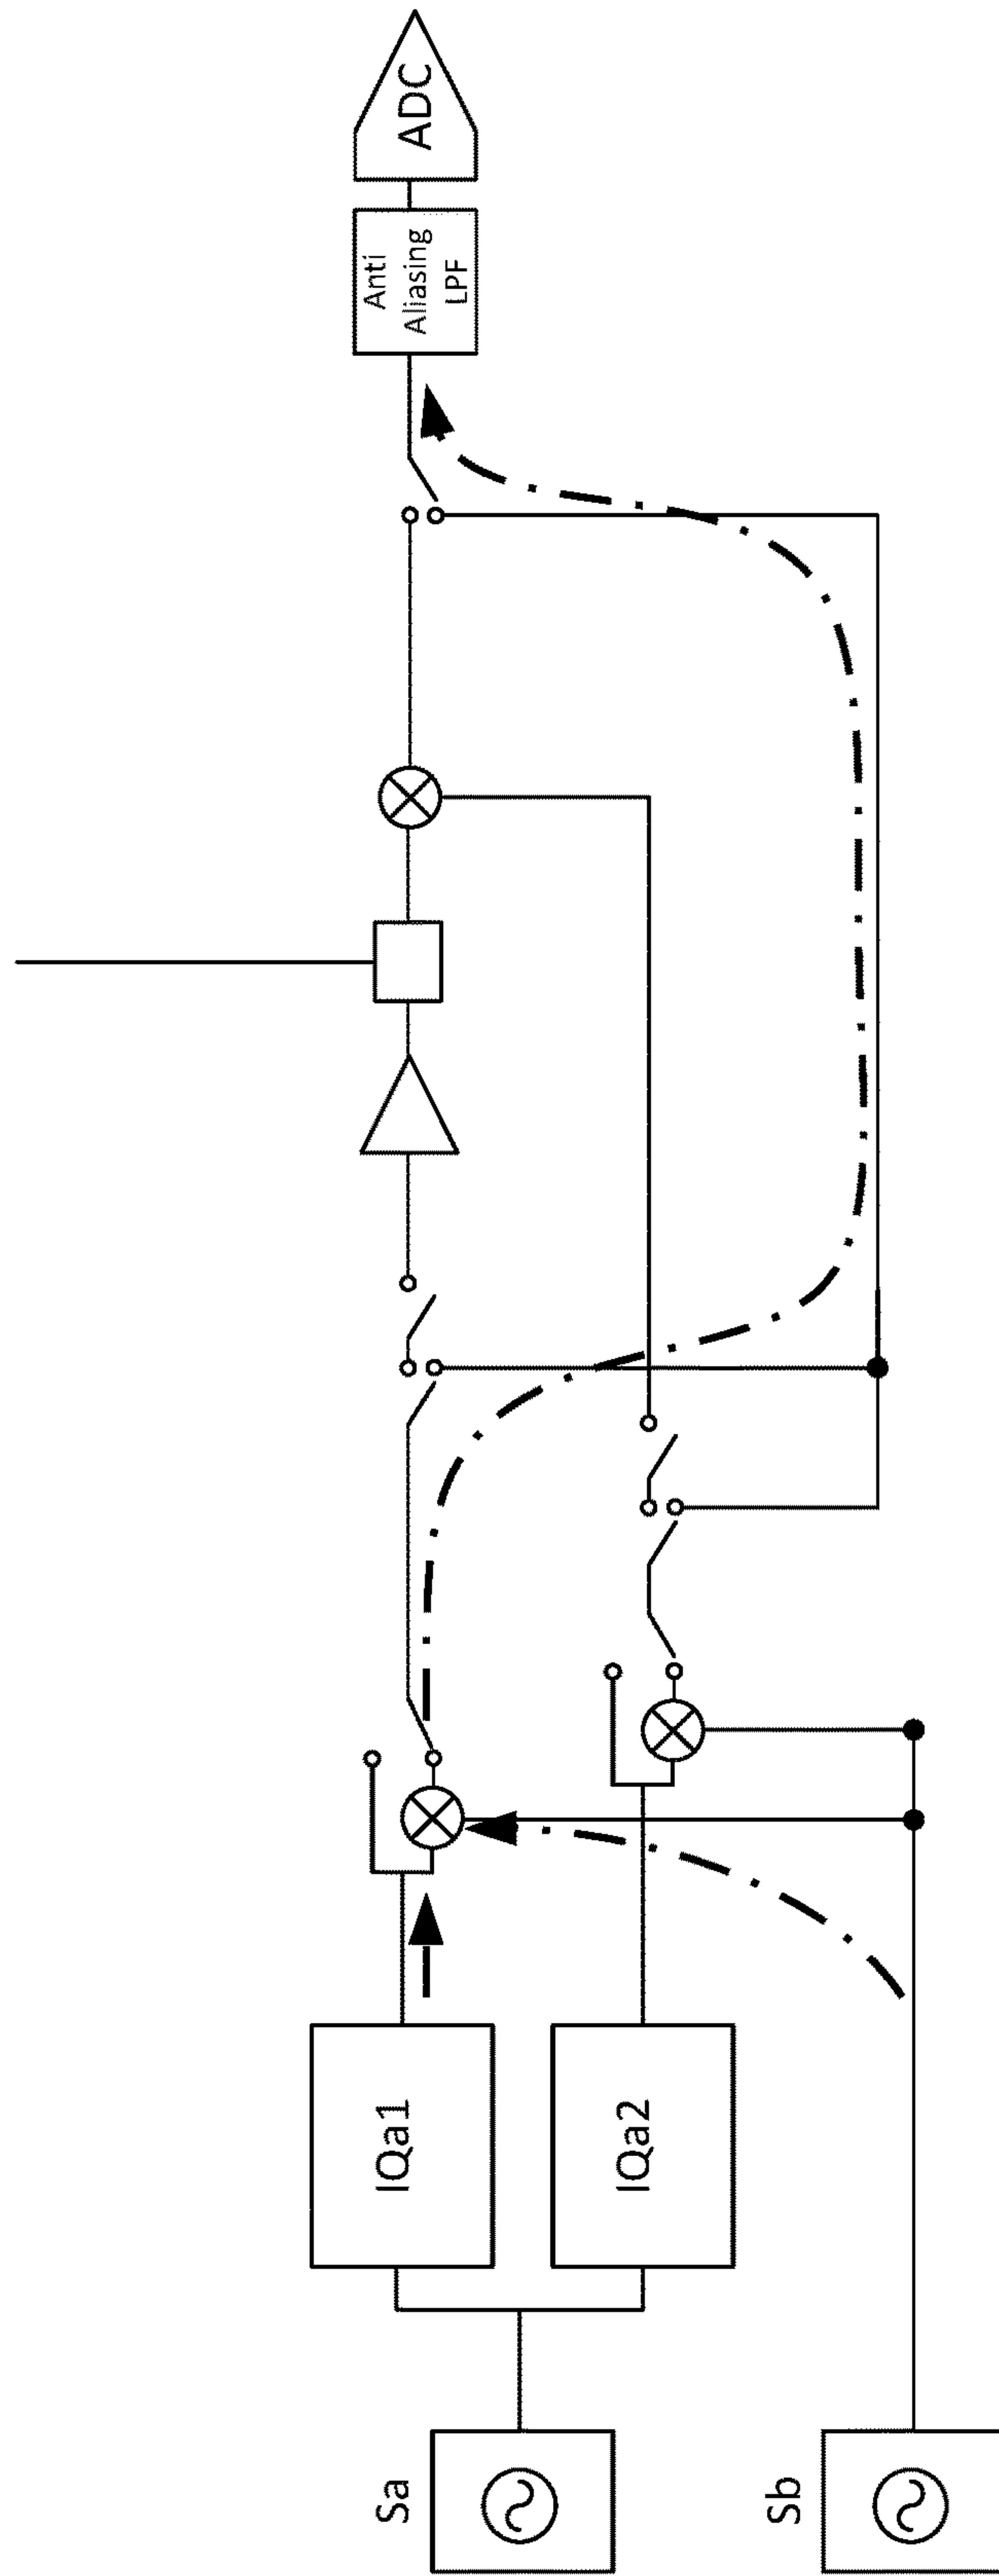 Sa
Sb
IQa1
IQa2
Anti
Aliasing
LPF
ADC